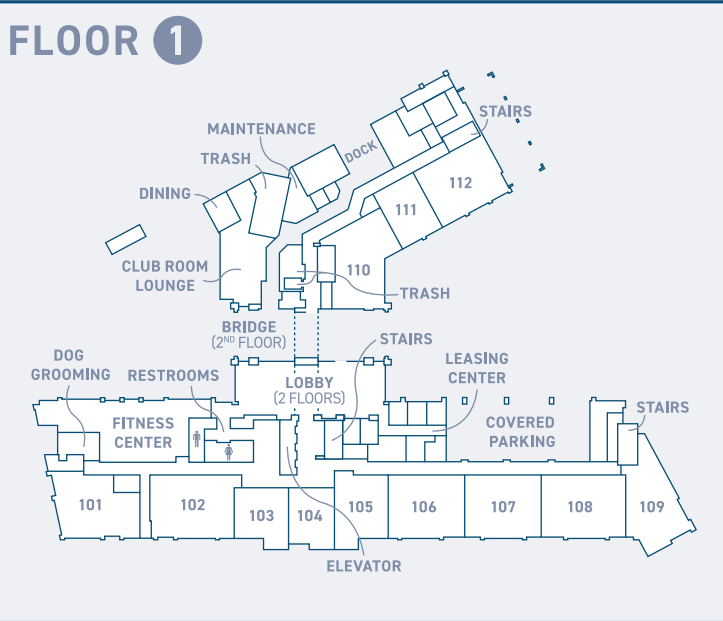 FLOOR 1
STAIRS
MAINTENANCE
DOCK
TRASH
DINING
112
111
110
CLUB ROOM
LOUNGE
TRASH
BRIDGE
(2ND FLOOR)
STAIRS
DOG
GROOMING
RESTROOMS
LEASING
CENTER
LOBBY
(2 FLOORS)
STAIRS
FITNESS
CENTER
COVERED
PARKING
101
102
103
104
105
106
107
108
109
ELEVATOR